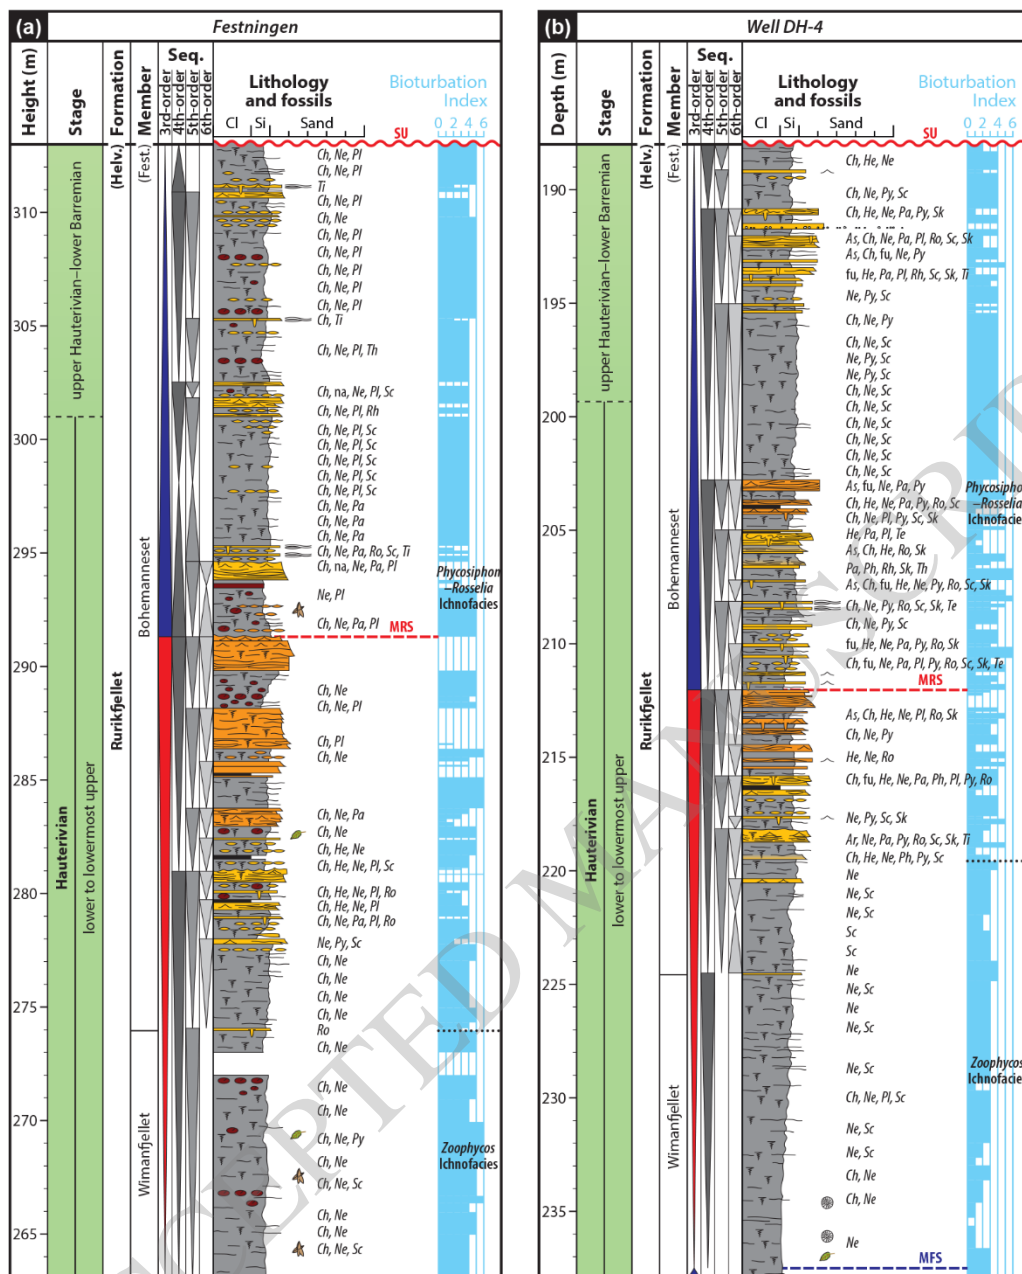 (a) Festningen
Height (m)
Stage
Formation
(Helv.)
Member
(Fest.)
Seq.
3rd-order
4th-order
5th-order
6th-order
Lithology
and fossils
Cl Si Sand
Bioturbation
Index
0 2 4 6
SU
310
305
300
295
290
285
280
275
270
265
upper Hauterivian–lower Barremian
Hauterivian
lower to lowermost upper
Rurikfjellet
Bohemanneset
Wimanfjellet
Ch, Ne, Pl
Ch, Ne, Pl
Ti
Ch, Ne, Pl
Ch, Ne
Ch, Ne, Pl
Ch, Ne, Pl
Ch, Ne, Pl
Ch, Ne, Pl
Ch, Ne, Pl
Ch, Ti
Ch, Ne, Pl, Th
Ch, na, Ne, Pl, Sc
Ch, Ne, Pl, Rh
Ch, Ne, Pl, Sc
Ch, Ne, Pl, Sc
Ch, Ne, Pl, Sc
Ch, Ne, Pl, Sc
Ch, Ne, Pl, Sc
Ch, Ne, Pa
Ch, Ne, Pa
Ch, Ne, Pa
Ch, Ne, Pa, Ro, Sc, Ti
Ch, na, Ne, Pa, Pl
Ne, Pl
Ch, Ne, Pa, Pl
MRS
Ch, Ne
Ch, Ne, Pl
Ch, Pl
Ch, Ne
Ch, Ne, Pa
Ch, Ne
Ch, He, Ne
Ch, He, Ne, Pl, Sc
Ch, He, Ne, Pl, Ro
Ch, He, Ne, Pl
Ch, Ne, Pa, Pl, Ro
Ne, Py, Sc
Ch, Ne
Ch, Ne
Ch, Ne
Ch, Ne
Ro
Ch, Ne
Ch, Ne
Ch, Ne
Ch, Ne, Py
Ch, Ne
Ch, Ne, Sc
Ch, Ne
Ch, Ne
Ch, Ne, Sc
Phycosiphon
–Rosselia
Ichnofacies
Zoophycos
Ichnofacies
(b) Well DH-4
Depth (m)
Stage
Formation
(Helv.)
Member
(Fest.)
Seq.
3rd-order
4th-order
5th-order
6th-order
Lithology
and fossils
Cl Si Sand
Bioturbation
Index
0 2 4 6
SU
190
195
200
205
210
215
220
225
230
235
upper Hauterivian–lower Barremian
Hauterivian
lower to lowermost upper
Rurikfjellet
Bohemanneset
Wimanfjellet
Ch, He, Ne
Ch, Ne, Py, Sc
Ch, He, Ne, Pa, Py, Sk
As, Ch, Ne, Pa, Pl, Ro, Sc, Sk
As, Ch, fu, Ne, Py
fu, He, Pa, Pl, Rh, Sc, Sk, Ti
Ne, Py, Sc
Ch, Ne, Py
Ch, Ne, Sc
Ne, Py, Sc
Ne, Py, Sc
Ch, Ne, Sc
Ch, Ne, Sc
Ch, Ne, Sc
Ch, Ne, Sc
Ch, Ne, Sc
Ch, Ne, Sc
As, fu, Ne, Pa, Py
Ch, He, Ne, Pa, Py, Ro, Sc
Ch, Ne, Pl, Py, Sc, Sk
He, Pa, Pl, Te
As, Ch, He, Ro, Sk
Pa, Ph, Rh, Sk, Th
As, Ch, fu, He, Ne, Py, Ro, Sc, Sk
Ch, Ne, Py, Ro, Sc, Sk, Te
Ch, Ne, Py, Sc
fu, He, Ne, Pa, Py, Ro, Sk
Ch, fu, Ne, Pa, Pl, Py, Ro, Sc, Sk, Te
MRS
As, Ch, He, Ne, Pl, Ro, Sk
Ch, Ne, Py
He, Ne, Ro
Ch, fu, He, Ne, Pa, Ph, Pl, Py, Ro
Ne, Py, Sc, Sk
Ar, Ne, Pa, Py, Ro, Sc, Sk, Ti
Ch, He, Ne, Ph, Py, Sc
Ne
Ne, Sc
Ne, Sc
Sc
Sc
Ne
Ne, Sc
Ne
Ne, Sc
Ne, Sc
Ch, Ne, Pl, Sc
Ne, Sc
Ne, Sc
Ch, Ne
Ch, Ne
Ne
MFS
Phycosiphon
–Rosselia
Ichnofacies
Zoophycos
Ichnofacies